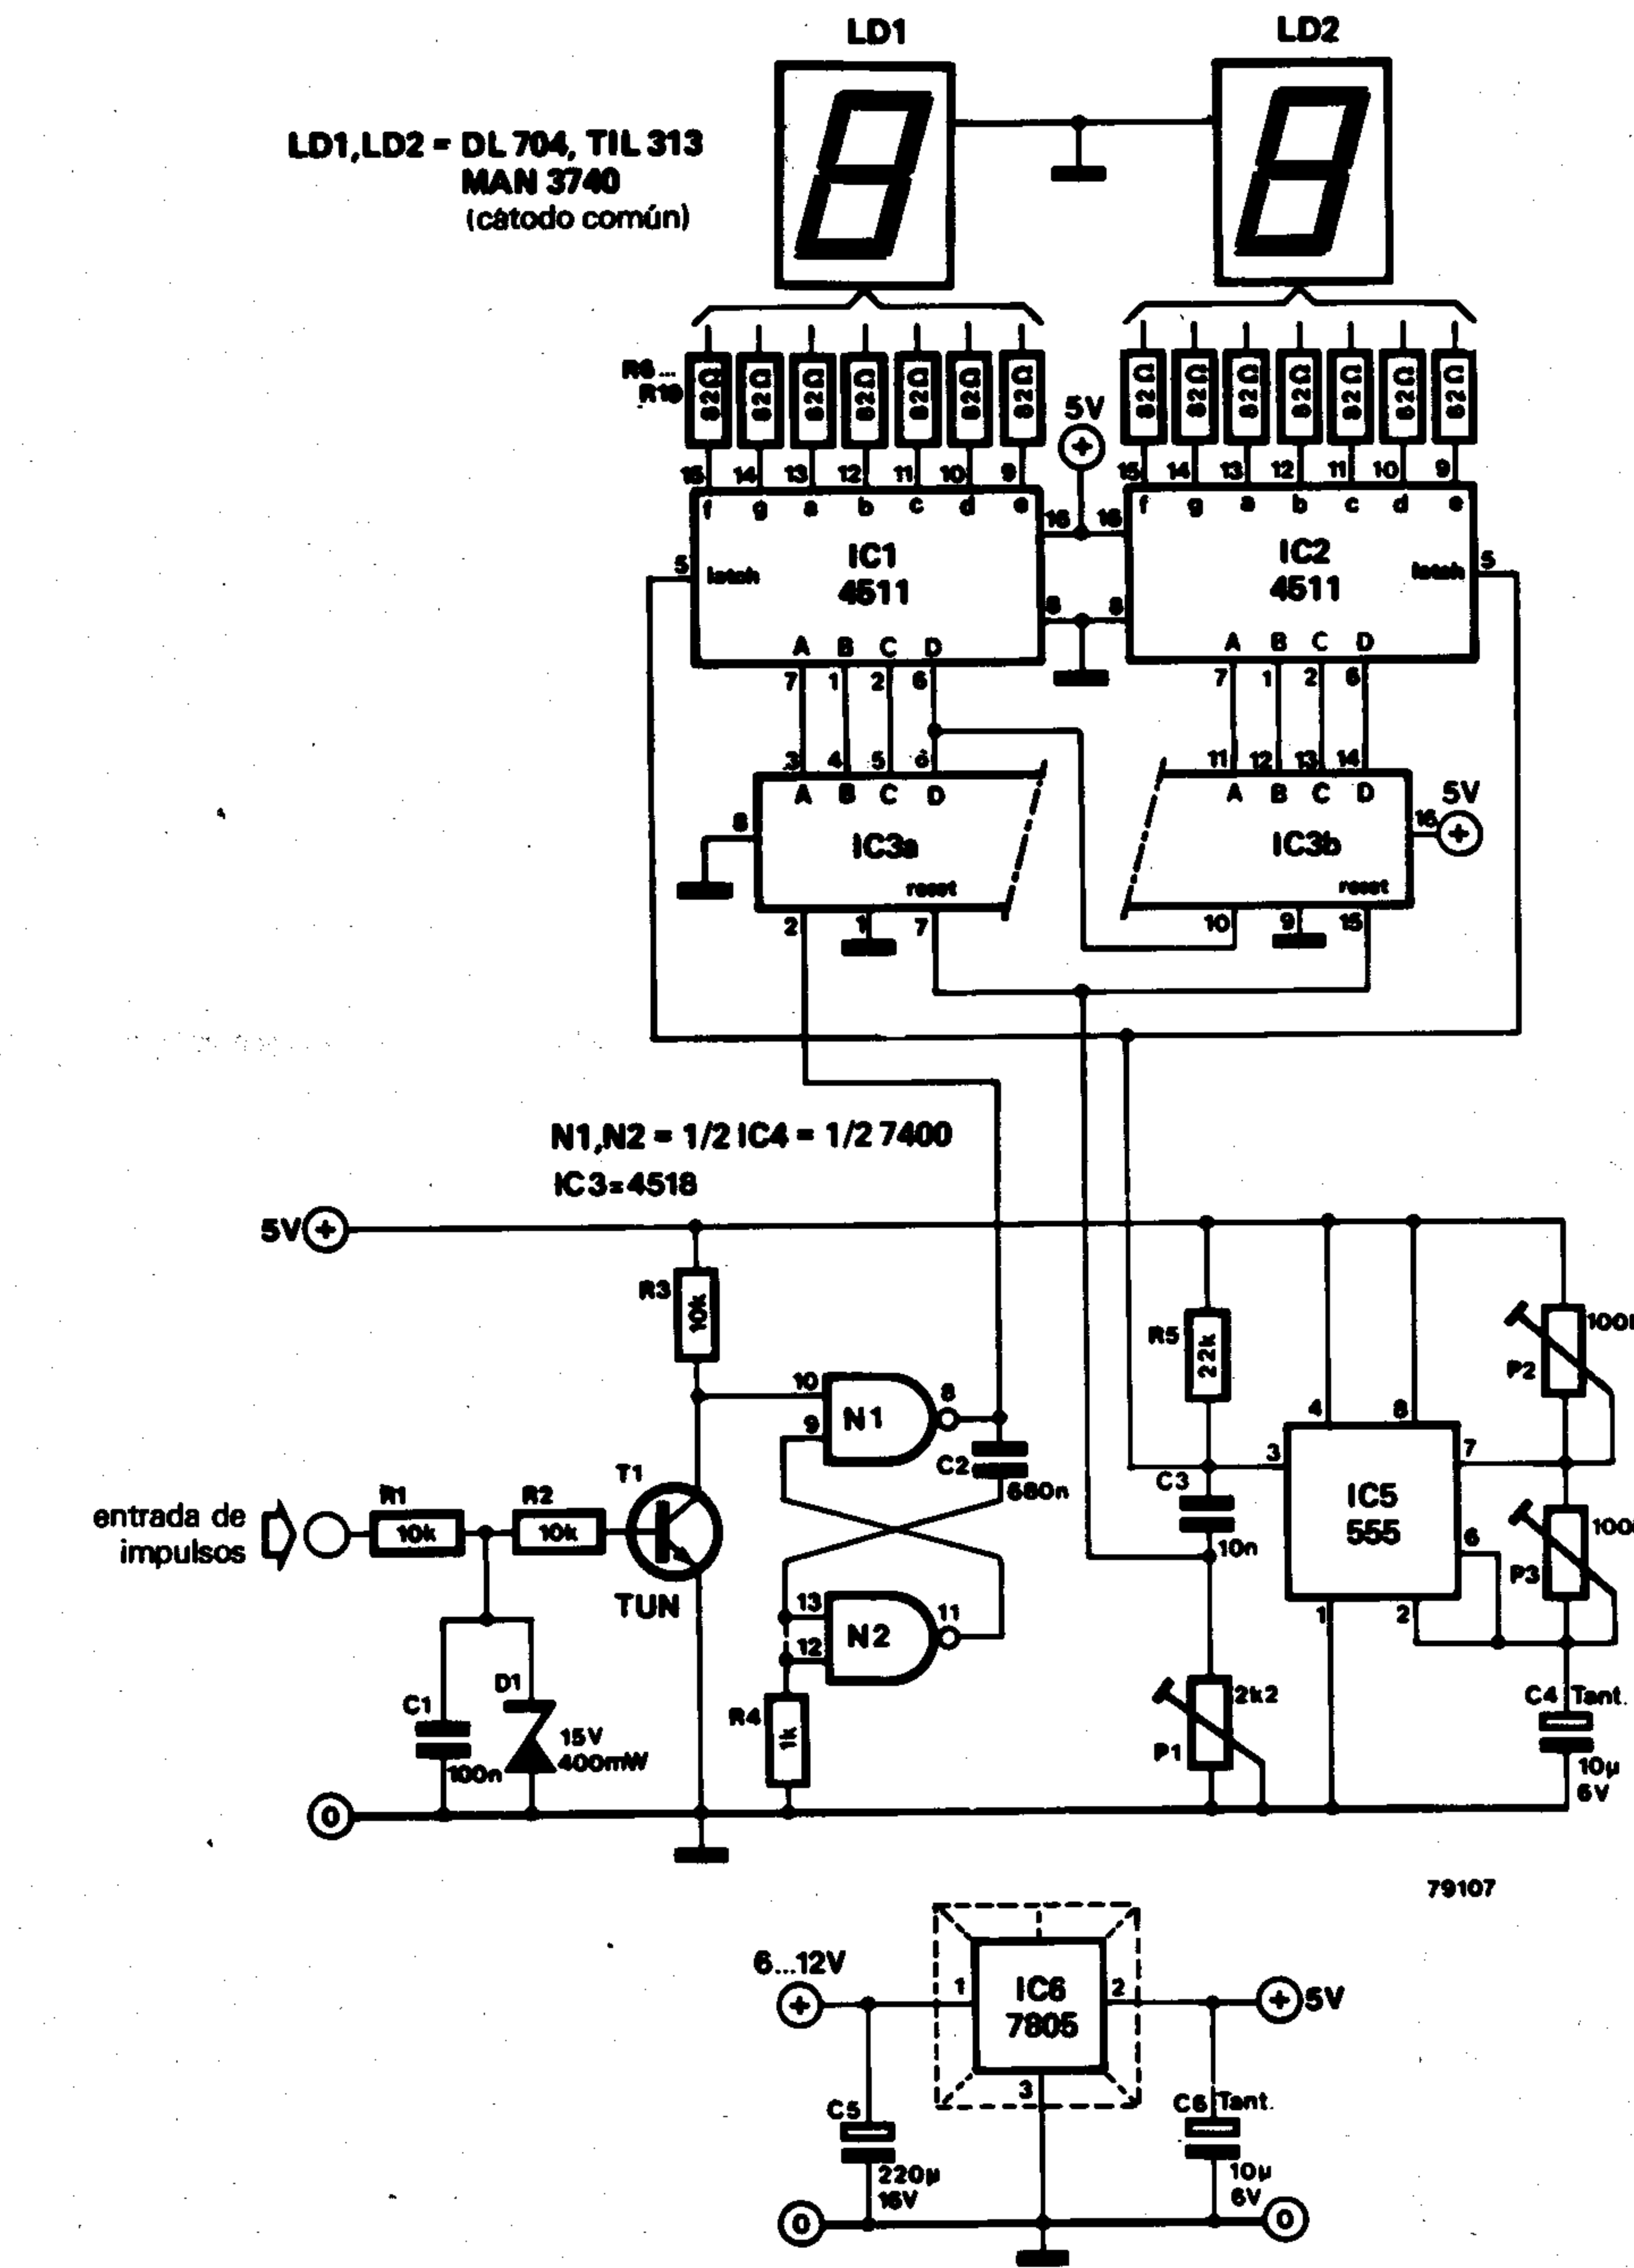 LD1 LD2
LD1,LD2 = DL 704, TIL 313
MAN 3740
(cátodo común)
R6...
R19
82Ω 82Ω 82Ω 82Ω 82Ω 82Ω 82Ω
5V
+
82Ω 82Ω 82Ω 82Ω 82Ω 82Ω 82Ω
15 14 13 12 11 10 9
15 14 13 12 11 10 9
f g a b c d e
f g a b c d e
16 16
5 latch
IC1
4511
IC2
4511
latch 5
8 8
A B C D
A B C D
7 1 2 6
7 1 2 6
3 4 5 6
11 12 13 14
A B C D
A B C D
8
IC3a
IC3b
16
5V
+
reset
reset
2 1 7
10 9 15
N1,N2 = 1/2 IC4 = 1/2 7400
IC3=4518
5V +
R3
10k
R5
22k
P2
10 9 N1 8
C2
680n
T1
TUN
entrada de
impulsos
R1
10k
R2
10k
13 12 N2 11
R4
1k
C3
10n
3 4 8 7
IC5
555
6
1 2
P3
C1
100n
D1
15V
400mW
2k2
P1
C4 Tant.
10µ
6V
0
79107
6...12V
+
1
IC6
7805
2
+ 5V
3
C5
220µ
16V
C6 Tant.
10µ
6V
0 0